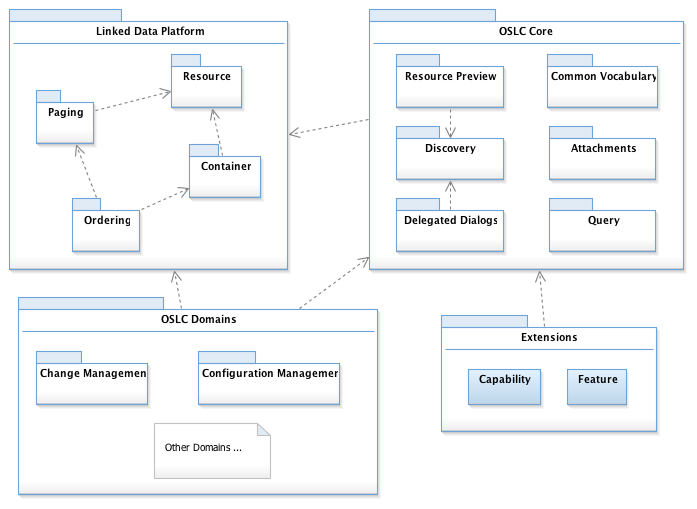 Linked Data Platform
Resource
Paging
Container
Ordering
OSLC Core
Resource Preview
Common Vocabulary
Discovery
Attachments
Delegated Dialogs
Query
OSLC Domains
Change Managemen
Configuration Managemer
Other Domains ...
Extensions
Capability
Feature